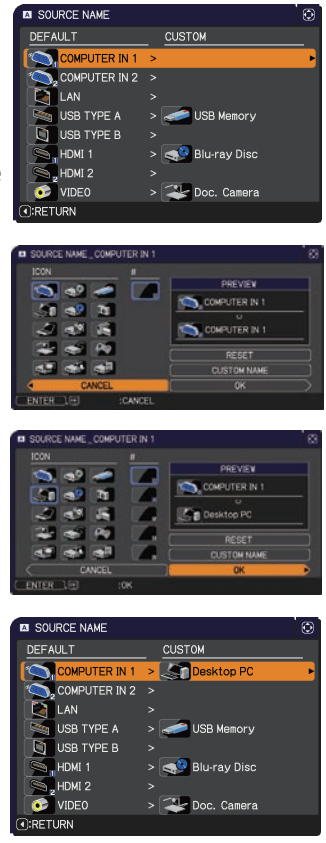 SOURCE NAME
DEFAULT CUSTOM
COMPUTER IN 1 >
COMPUTER IN 2 >
LAN >
USB TYPE A > USB Memory
USB TYPE B >
HDMI 1 > Blu-ray Disc
HDMI 2 >
VIDEO > Doc. Camera
:RETURN
SOURCE NAME_COMPUTER IN 1
ICON #
PREVIEW
COMPUTER IN 1
COMPUTER IN 1
RESET
CUSTOM NAME
CANCEL OK
ENTER , :CANCEL
SOURCE NAME_COMPUTER IN 1
ICON #
PREVIEW
COMPUTER IN 1
Desktop PC
RESET
CUSTOM NAME
CANCEL OK
ENTER , :OK
SOURCE NAME
DEFAULT CUSTOM
COMPUTER IN 1 > Desktop PC
COMPUTER IN 2 >
LAN >
USB TYPE A > USB Memory
USB TYPE B >
HDMI 1 > Blu-ray Disc
HDMI 2 >
VIDEO > Doc. Camera
:RETURN